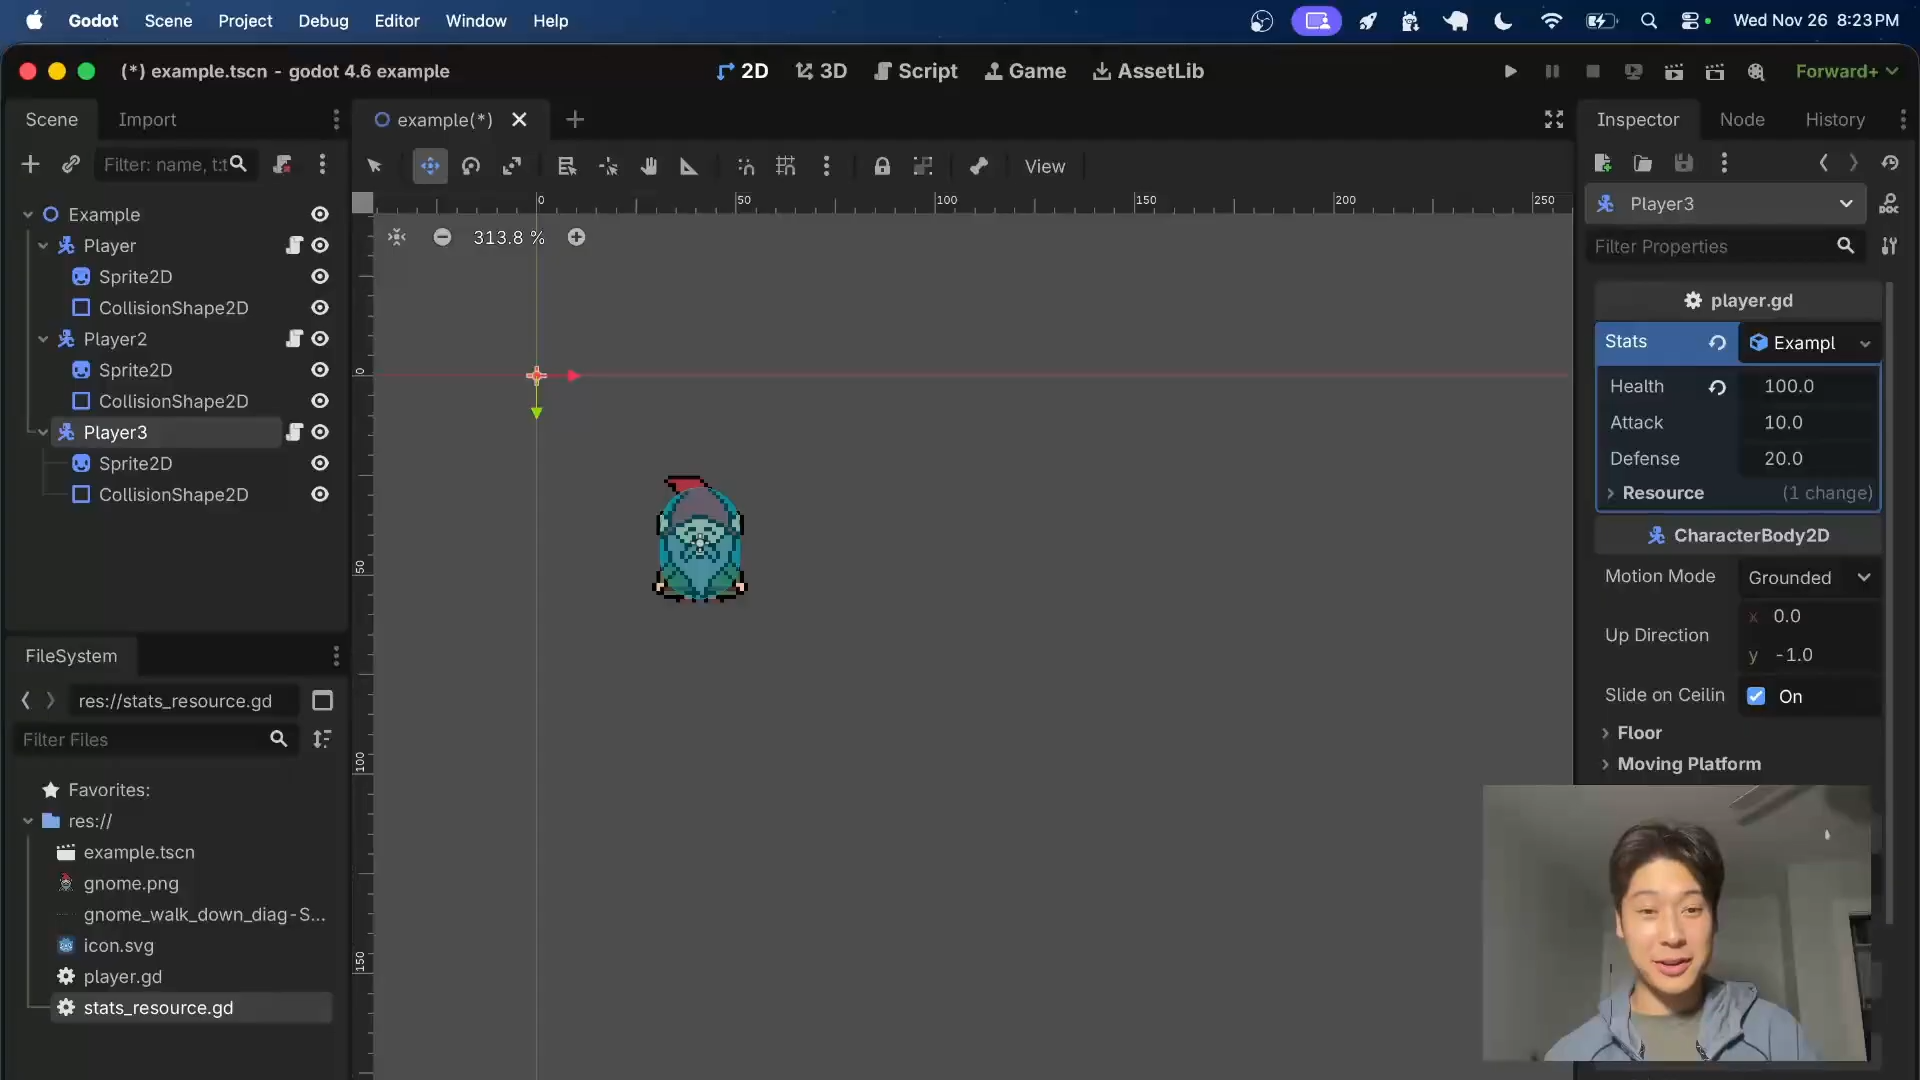 Godot Scene Project Debug Editor Window Help
Wed Nov 26 8:23 PM
(*) example.tscn - godot 4.6 example
2D 3D Script Game AssetLib
Forward+
Scene Import
example(*)
Inspector Node History
Filter: name, t:t
View
Player3
Filter Properties
0 50 100 150 200 250
313.8 %
0
50
100
150
Example
Player
Sprite2D
CollisionShape2D
Player2
Sprite2D
CollisionShape2D
Player3
Sprite2D
CollisionShape2D
FileSystem
res://stats_resource.gd
Filter Files
Favorites:
res://
example.tscn
gnome.png
gnome_walk_down_diag-S...
icon.svg
player.gd
stats_resource.gd
player.gd
Stats Exampl
Health 100.0
Attack 10.0
Defense 20.0
Resource (1 change)
CharacterBody2D
Motion Mode Grounded
Up Direction
x 0.0
y -1.0
Slide on Ceilin On
Floor
Moving Platform